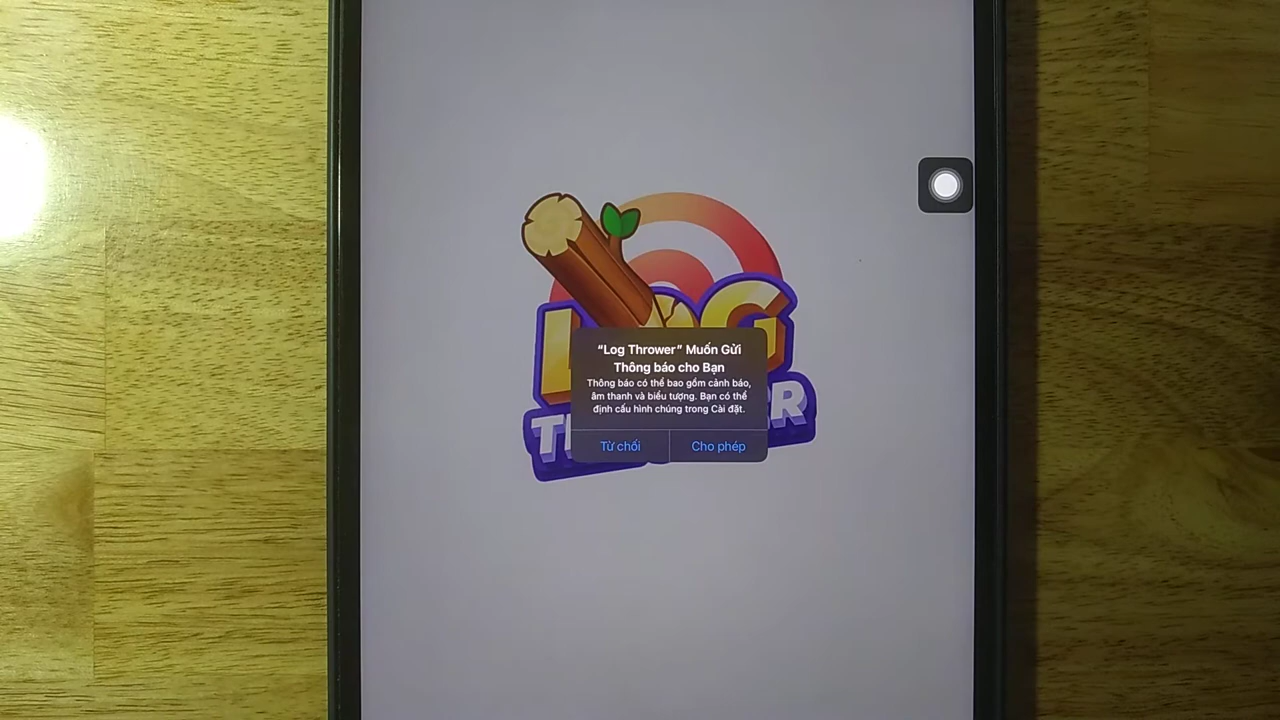 “Log Thrower” Muốn Gửi
Thông báo cho Bạn
Thông báo có thể bao gồm cảnh báo,
âm thanh và biểu tượng. Bạn có thể
định cấu hình chúng trong Cài đặt.
Từ chối
Cho phép